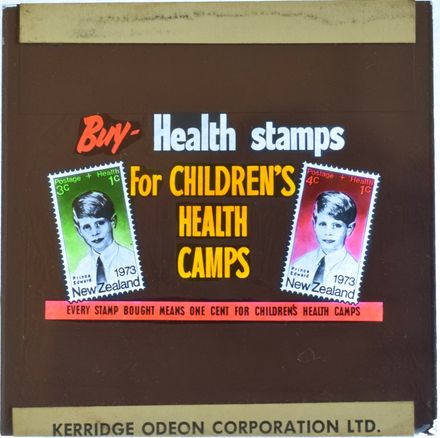 Buy- Health stamps
For CHILDREN'S
HEALTH
CAMPS
Postage + Health
3c 1c
Prince
Edward
1973
New Zealand
Postage + Health
4c 1c
Prince
Edward
1973
New Zealand
EVERY STAMP BOUGHT MEANS ONE CENT FOR CHILDREN'S HEALTH CAMPS
KERRIDGE ODEON CORPORATION LTD.